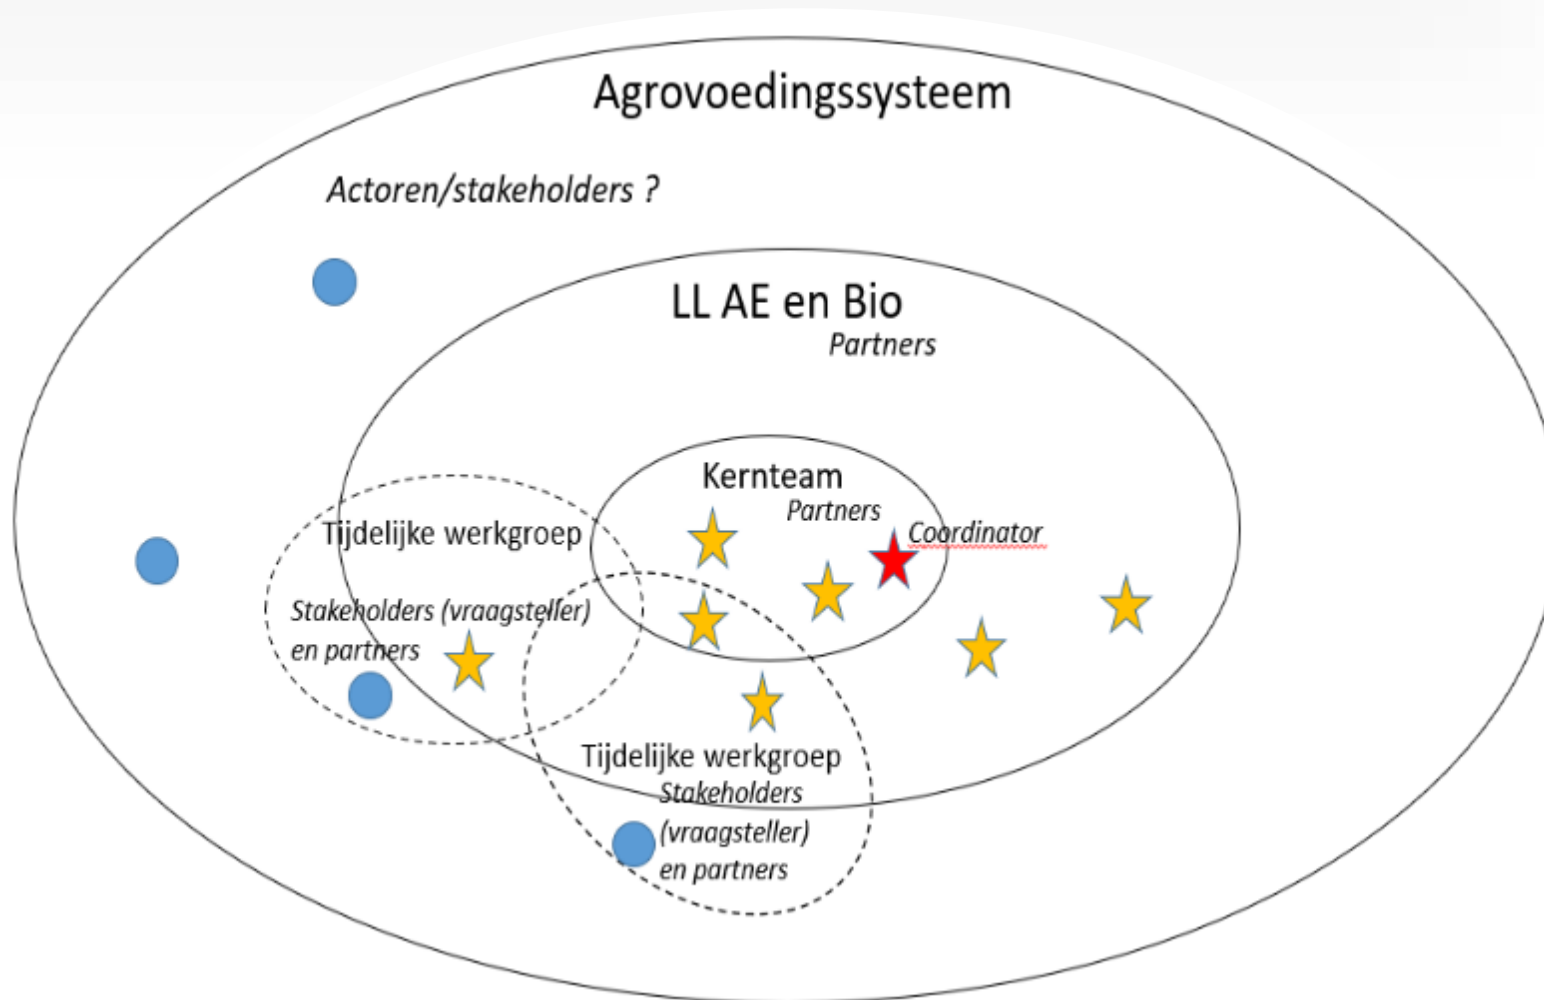 Agrovoedingssysteem
Actoren/stakeholders ?
LL AE en Bio
Partners
Kernteam
Partners
Coordinator
Tijdelijke werkgroep
Stakeholders (vraagsteller)
en partners
Tijdelijke werkgroep
Stakeholders
(vraagsteller)
en partners